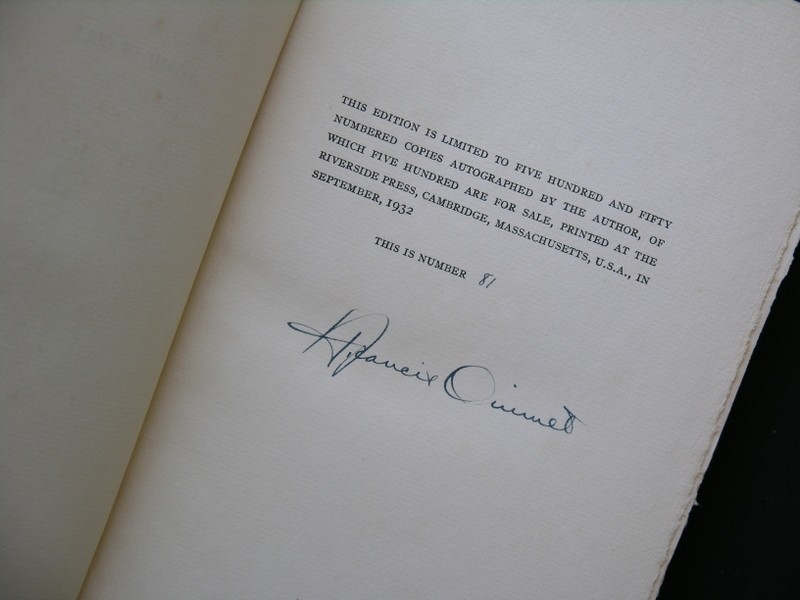 THIS EDITION IS LIMITED TO FIVE HUNDRED AND FIFTY
NUMBERED COPIES AUTOGRAPHED BY THE AUTHOR, OF
WHICH FIVE HUNDRED ARE FOR SALE, PRINTED AT THE
RIVERSIDE PRESS, CAMBRIDGE, MASSACHUSETTS, U.S.A., IN
SEPTEMBER, 1932
THIS IS NUMBER 81
Francis Ouimet